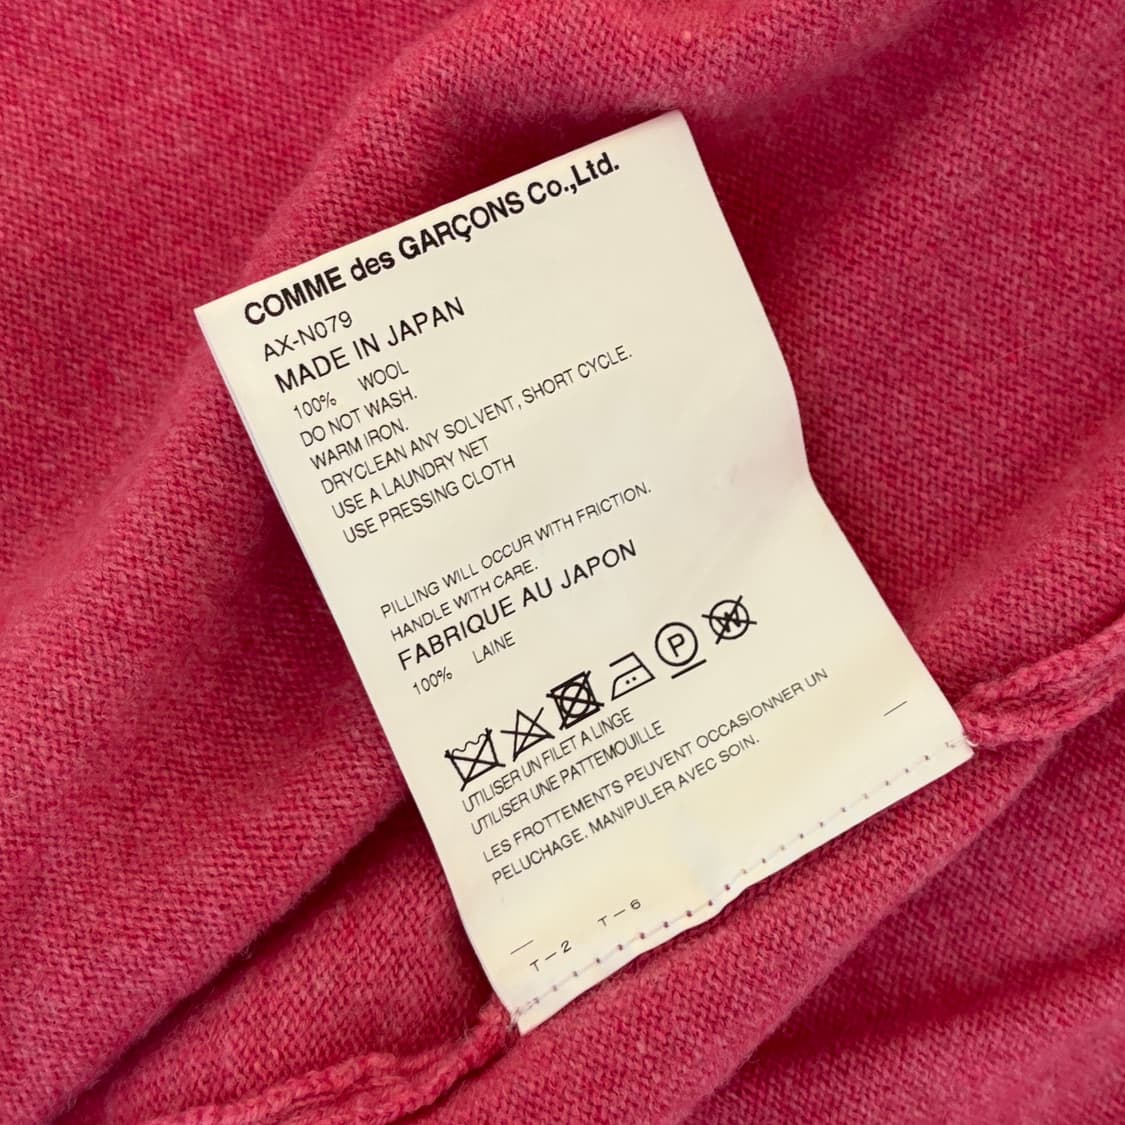 COMME des GARÇONS Co.,Ltd.
AX-N079
MADE IN JAPAN
100% WOOL
DO NOT WASH.
WARM IRON.
DRYCLEAN ANY SOLVENT, SHORT CYCLE.
USE A LAUNDRY NET
USE PRESSING CLOTH
PILLING WILL OCCUR WITH FRICTION.
HANDLE WITH CARE.
FABRIQUE AU JAPON
100% LAINE
P W
UTILISER UN FILET A LINGE
UTILISER UNE PATTEMOUILLE
LES FROTTEMENTS PEUVENT OCCASIONNER UN
PELUCHAGE. MANIPULER AVEC SOIN.
T-2 T-6